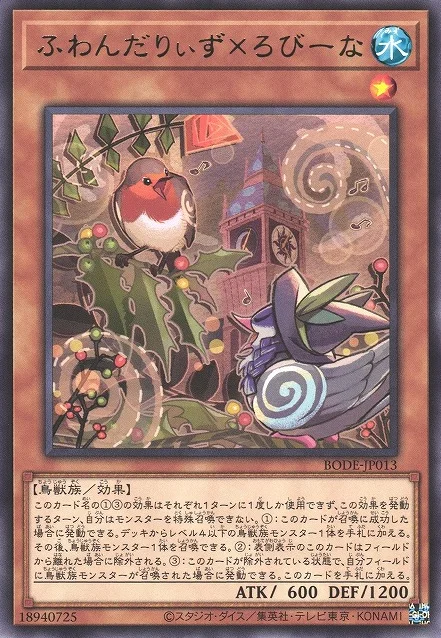 ふわんだりぃず×ろびーな
水
BODE-JP013
【鳥獣族／効果】
このカード名の①③の効果はそれぞれ1ターンに1度しか使用できず、この効果を発動
するターン、自分はモンスターを特殊召喚できない。①：このカードが召喚に成功した
場合に発動できる。デッキからレベル4以下の鳥獣族モンスター1体を手札に加える。
その後、鳥獣族モンスター1体を召喚できる。②：表側表示のこのカードはフィールド
から離れた場合に除外される。③：このカードが除外されている状態で、自分フィール
ドに鳥獣族モンスターが召喚された場合に発動できる。このカードを手札に加える。
ATK/ 600 DEF/1200
18940725 ©スタジオ・ダイス／集英社・テレビ東京・KONAMI